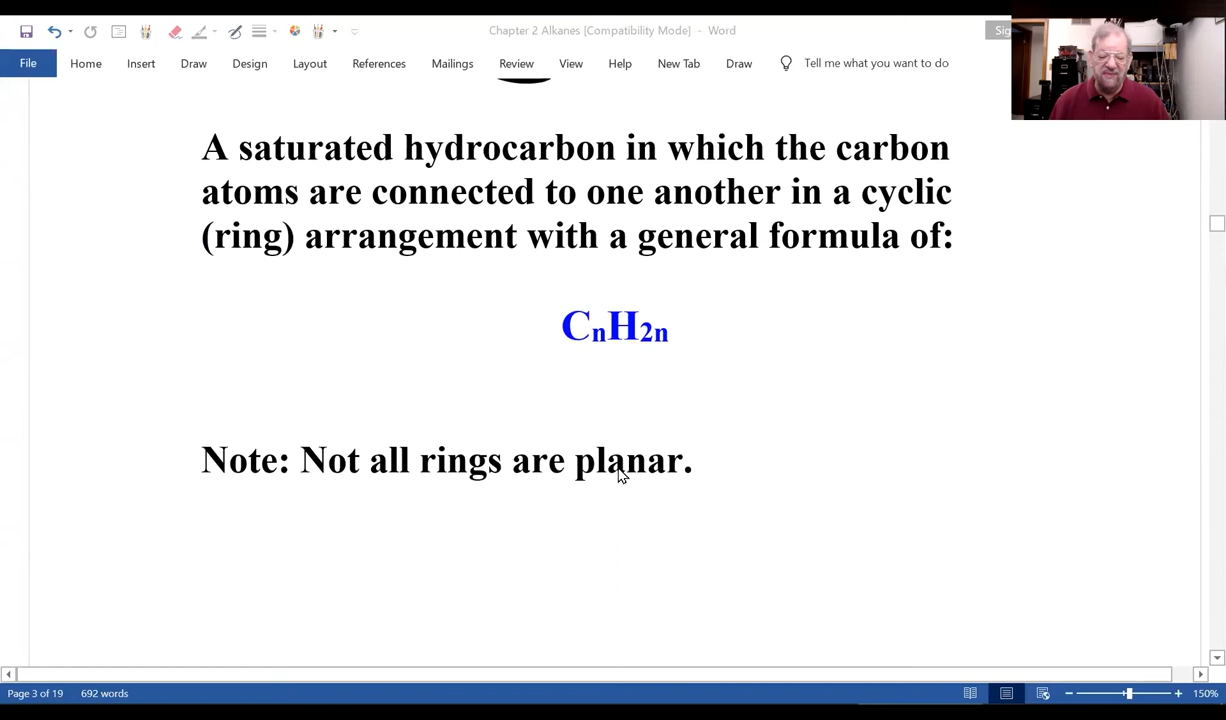 Chapter 2 Alkanes [Compatibility Mode] - Word
File Home Insert Draw Design Layout References Mailings Review View Help New Tab Draw Tell me what you want to do
A saturated hydrocarbon in which the carbon
atoms are connected to one another in a cyclic
(ring) arrangement with a general formula of:
CnH2n
Note: Not all rings are planar.
Page 3 of 19 692 words 150%